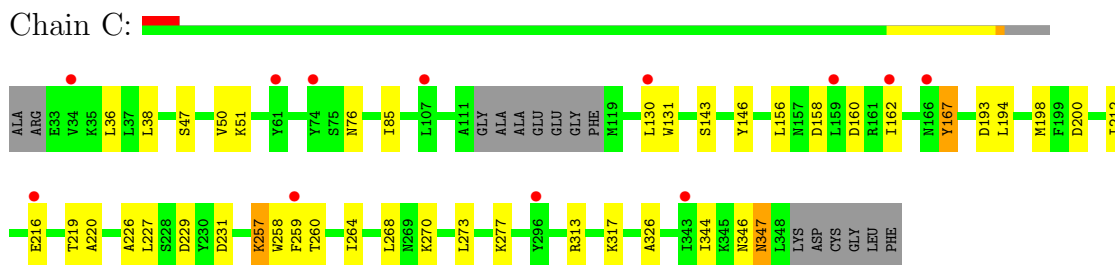 Chain C:
ALA ARG E33 V34 K35 L36 L37 L38 S47 V50 K51 Y61 Y74 S75 N76 I85 L107 A111 GLY ALA ALA GLU GLU GLY PHE M119 L130 W131 S143 Y146 L156 N157 D158 L159 D160 R161 I162 N166 Y167 D193 L194 M198 F199 D200
E216 T219 A220 A226 L227 S228 D229 Y230 D231 K257 W258 F259 T260 I264 L268 N269 K270 L273 K277 Y296 R313 K317 A326 I343 I344 K345 N346 N347 L348 LYS ASP CYS GLY LEU PHE